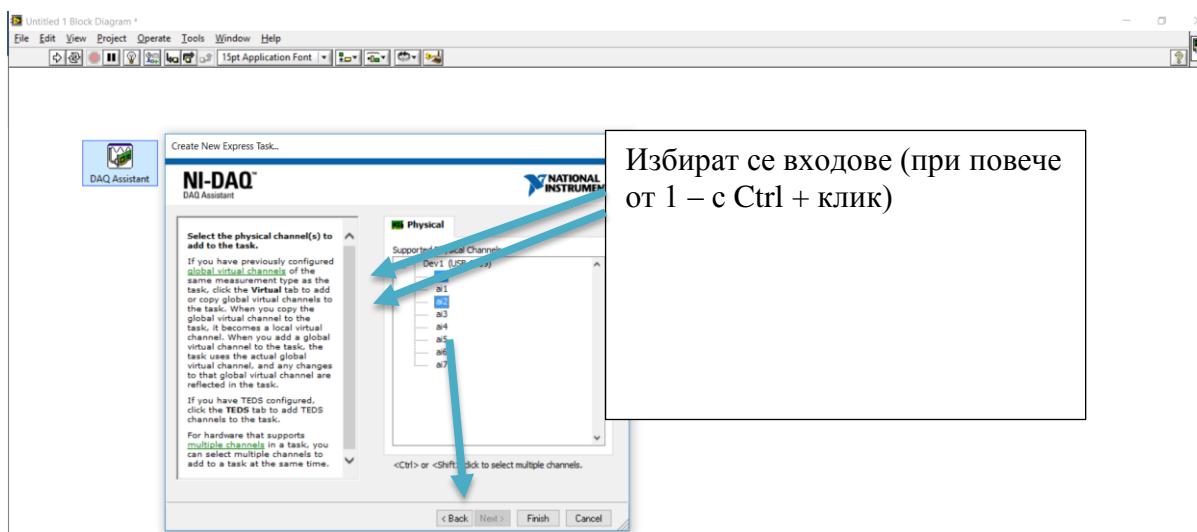 Untitled 1 Block Diagram *
File Edit View Project Operate Tools Window Help
15pt Application Font
DAQ Assistant
Create New Express Task...
NI-DAQ™
DAQ Assistant
NATIONAL
INSTRUMEN
Select the physical channel(s) to
add to the task.
If you have previously configured
global virtual channels of the
same measurement type as the
task, click the Virtual tab to add
or copy global virtual channels to
the task. When you copy the
global virtual channel to the
task, it becomes a local virtual
channel. When you add a global
virtual channel to the task, the
task uses the actual global
virtual channel, and any changes
to that global virtual channel are
reflected in the task.
If you have TEDS configured,
click the TEDS tab to add TEDS
channels to the task.
For hardware that supports
multiple channels in a task, you
can select multiple channels to
add to a task at the same time.
Physical
Supported Physical Channels
Dev1
ai1
ai2
ai3
ai4
ai5
ai6
ai7
<Ctrl> or <Shift> click to select multiple channels.
< Back Next > Finish Cancel
Избират се входове (при повече
от 1 – с Ctrl + клик)